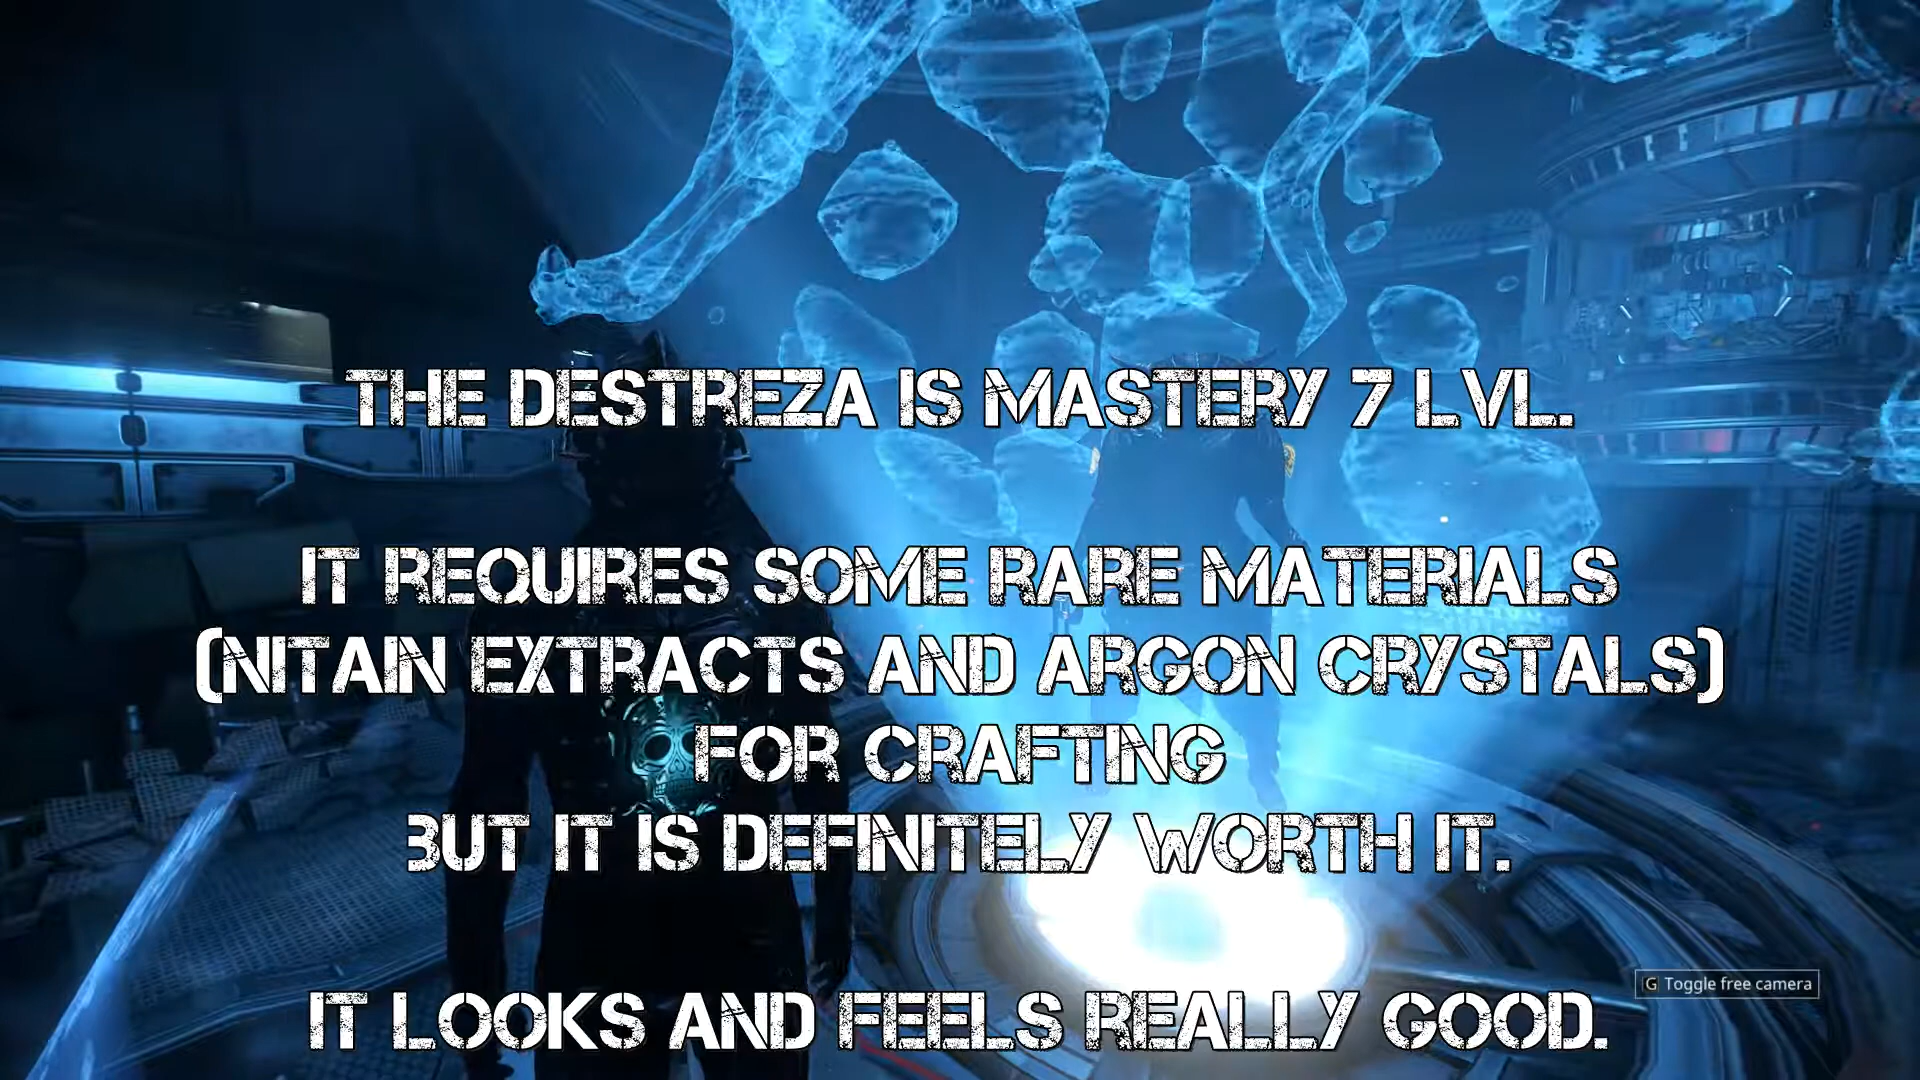 THE DESTREZA IS MASTERY 7 LVL.
IT REQUIRES SOME RARE MATERIALS
(NITAIN EXTRACTS AND ARGON CRYSTALS)
FOR CRAFTING
BUT IT IS DEFINITELY WORTH IT.
G Toggle free camera
IT LOOKS AND FEELS REALLY GOOD.